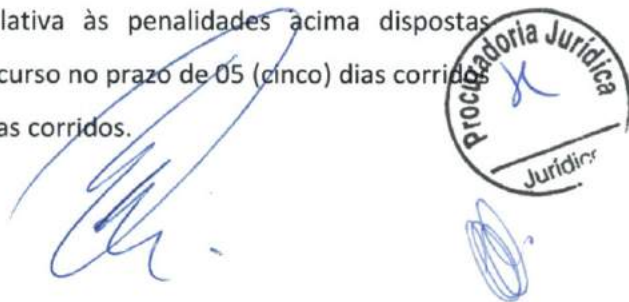 lativa às penalidades acima dispostas
curso no prazo de 05 (cinco) dias corridos
as corridos.
Procuradoria Jurídica